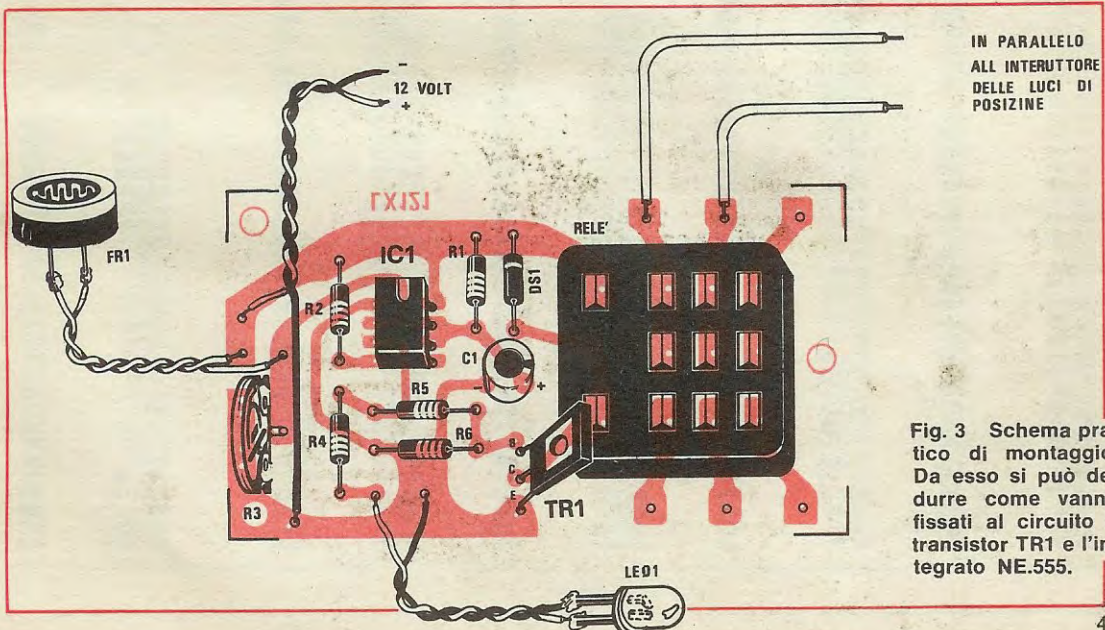 IN PARALLELO
ALL INTERUTTORE
DELLE LUCI DI
POSIZINE
-
12 VOLT
+
FR1
LX121
RELE'
IC1
R1
DS1
R2
C1
- +
R5
R4
R6
B
C
E
TR1
R3
LED1
Fig. 3 Schema pra
tico di montaggio
Da esso si può de
durre come vann
fissati al circuito
transistor TR1 e l'in
tegrato NE.555.
4